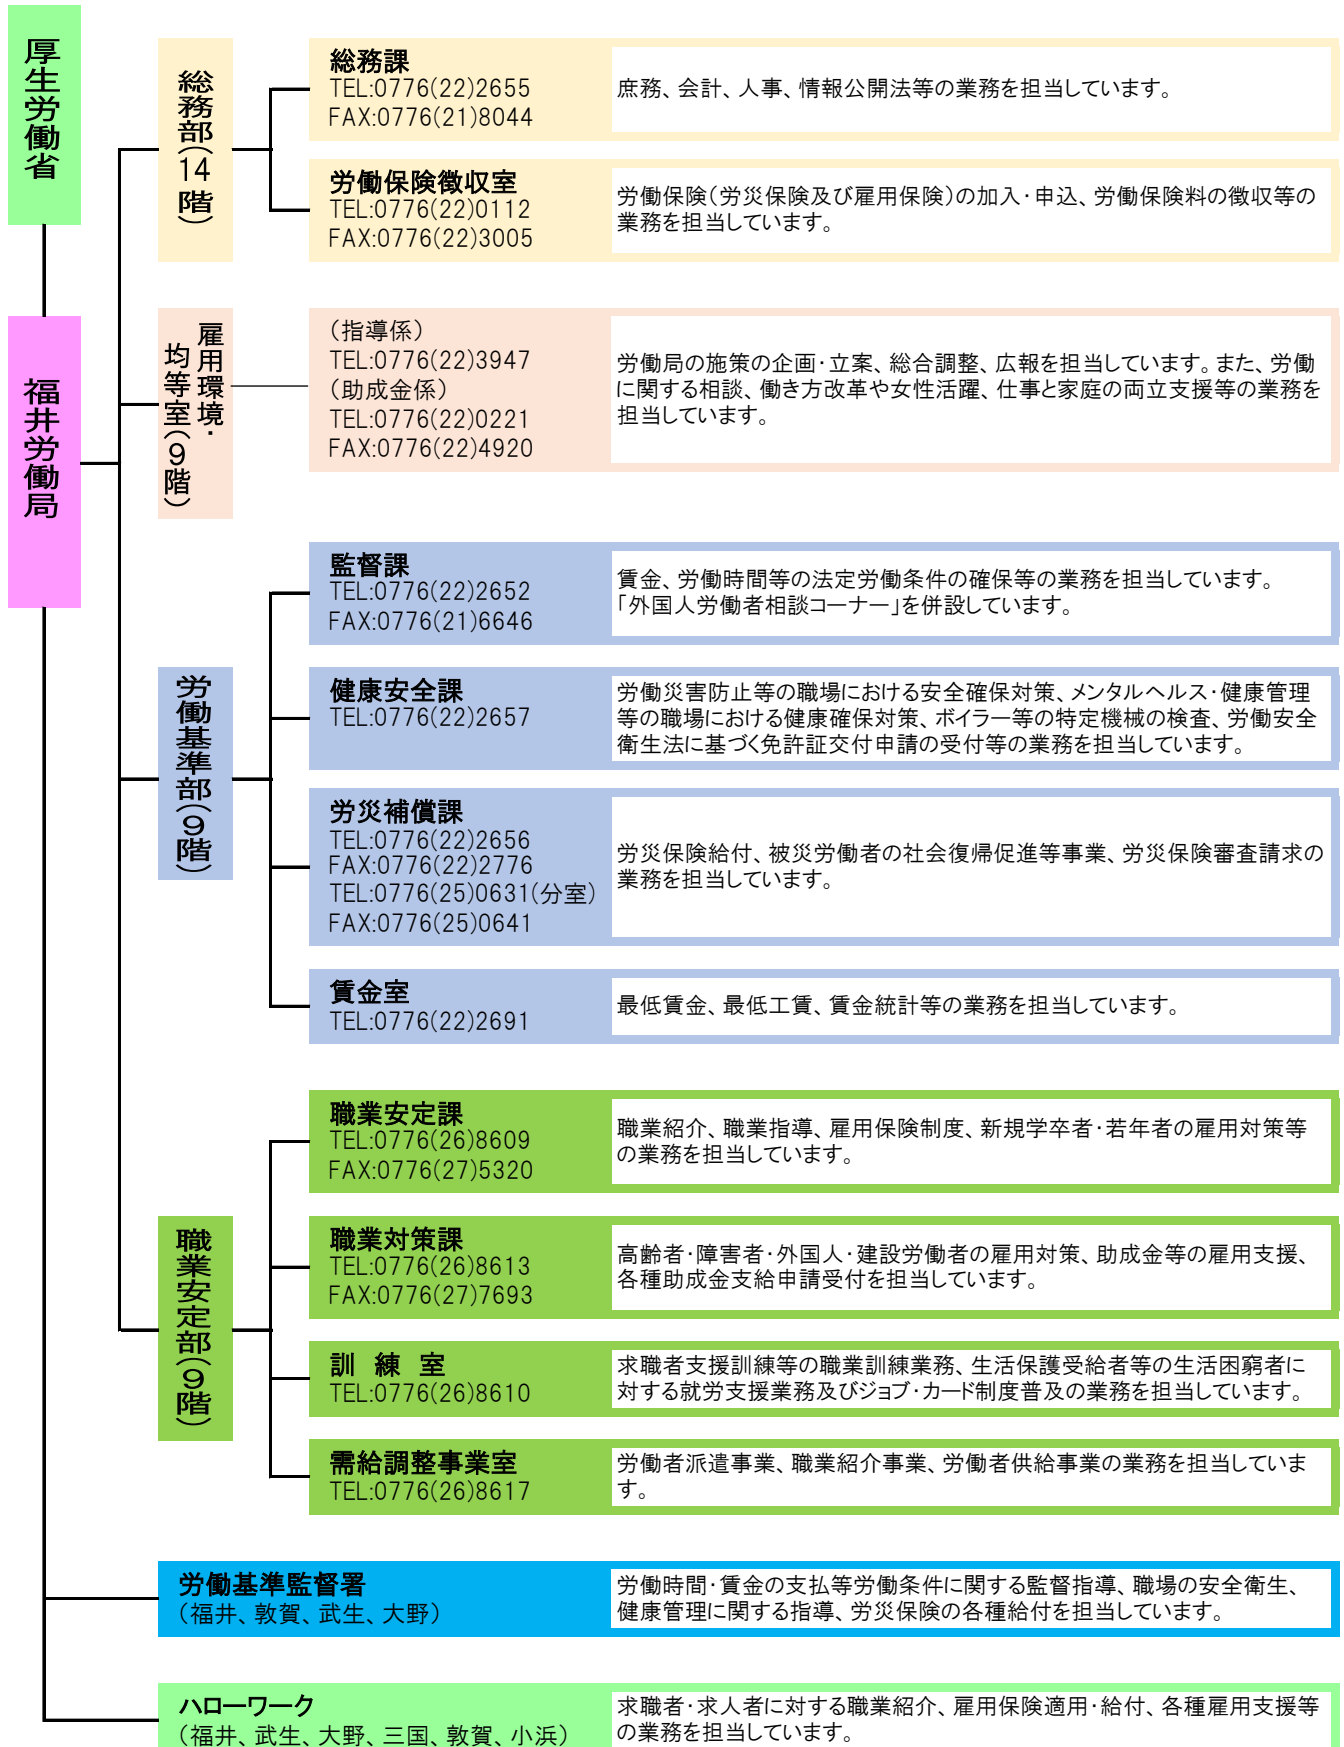 厚生労働省
福井労働局
総務部(14階)
総務課
TEL:0776(22)2655
FAX:0776(21)8044
庶務、会計、人事、情報公開法等の業務を担当しています。
労働保険徴収室
TEL:0776(22)0112
FAX:0776(22)3005
労働保険(労災保険及び雇用保険)の加入・申込、労働保険料の徴収等の
業務を担当しています。
雇用環境・
均等室(9階)
(指導係)
TEL:0776(22)3947
(助成金係)
TEL:0776(22)0221
FAX:0776(22)4920
労働局の施策の企画・立案、総合調整、広報を担当しています。また、労働
に関する相談、働き方改革や女性活躍、仕事と家庭の両立支援等の業務を
担当しています。
労働基準部(9階)
監督課
TEL:0776(22)2652
FAX:0776(21)6646
賃金、労働時間等の法定労働条件の確保等の業務を担当しています。
「外国人労働者相談コーナー」を併設しています。
健康安全課
TEL:0776(22)2657
労働災害防止等の職場における安全確保対策、メンタルヘルス・健康管理
等の職場における健康確保対策、ボイラー等の特定機械の検査、労働安全
衛生法に基づく免許証交付申請の受付等の業務を担当しています。
労災補償課
TEL:0776(22)2656
FAX:0776(22)2776
TEL:0776(25)0631(分室)
FAX:0776(25)0641
労災保険給付、被災労働者の社会復帰促進等事業、労災保険審査請求の
業務を担当しています。
賃金室
TEL:0776(22)2691
最低賃金、最低工賃、賃金統計等の業務を担当しています。
職業安定部(9階)
職業安定課
TEL:0776(26)8609
FAX:0776(27)5320
職業紹介、職業指導、雇用保険制度、新規学卒者・若年者の雇用対策等
の業務を担当しています。
職業対策課
TEL:0776(26)8613
FAX:0776(27)7693
高齢者・障害者・外国人・建設労働者の雇用対策、助成金等の雇用支援、
各種助成金支給申請受付を担当しています。
訓 練 室
TEL:0776(26)8610
求職者支援訓練等の職業訓練業務、生活保護受給者等の生活困窮者に
対する就労支援業務及びジョブ・カード制度普及の業務を担当しています。
需給調整事業室
TEL:0776(26)8617
労働者派遣事業、職業紹介事業、労働者供給事業の業務を担当していま
す。
労働基準監督署
(福井、敦賀、武生、大野)
労働時間・賃金の支払等労働条件に関する監督指導、職場の安全衛生、
健康管理に関する指導、労災保険の各種給付を担当しています。
ハローワーク
(福井、武生、大野、三国、敦賀、小浜)
求職者・求人者に対する職業紹介、雇用保険適用・給付、各種雇用支援等
の業務を担当しています。